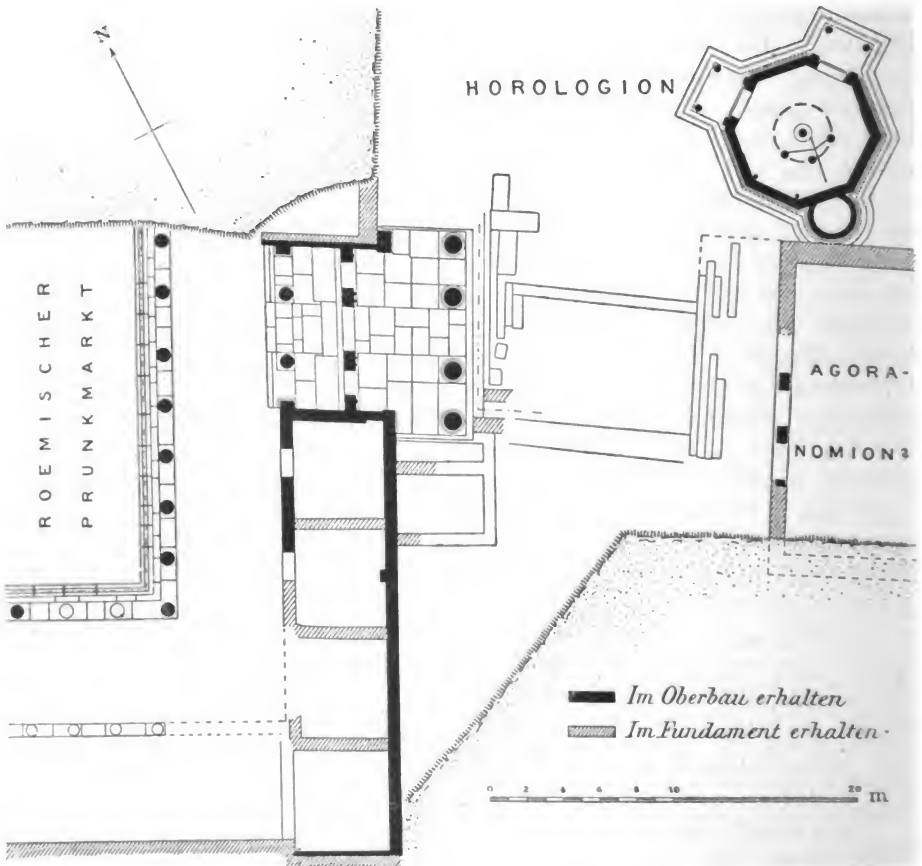 N
HOROLOGION
ROEMISCHER
PRUNKMARKT
AGORA-
NOMION?
Im Oberbau erhalten
Im Fundament erhalten.
0 2 4 6 8 10 20 m